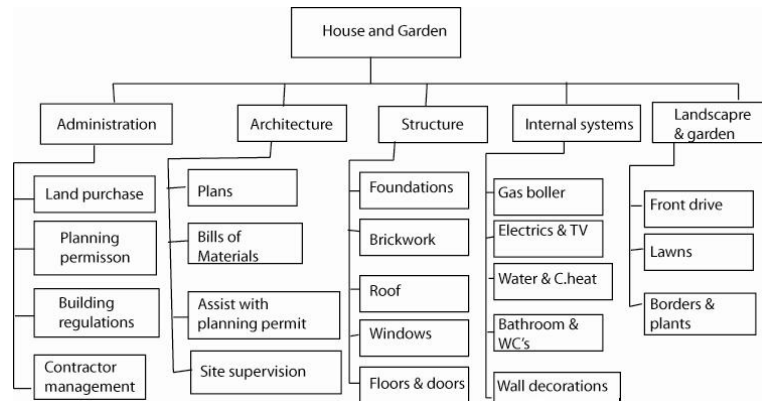 House and Garden
Administration
Architecture
Structure
Internal systems
Landscapre
& garden
Land purchase
Planning
permisson
Building
regulations
Contractor
management
Plans
Bills of
Materials
Assist with
planning permit
Site supervision
Foundations
Brickwork
Roof
Windows
Floors & doors
Gas boller
Electrics & TV
Water & C.heat
Bathroom &
WC's
Wall decorations
Front drive
Lawns
Borders &
plants